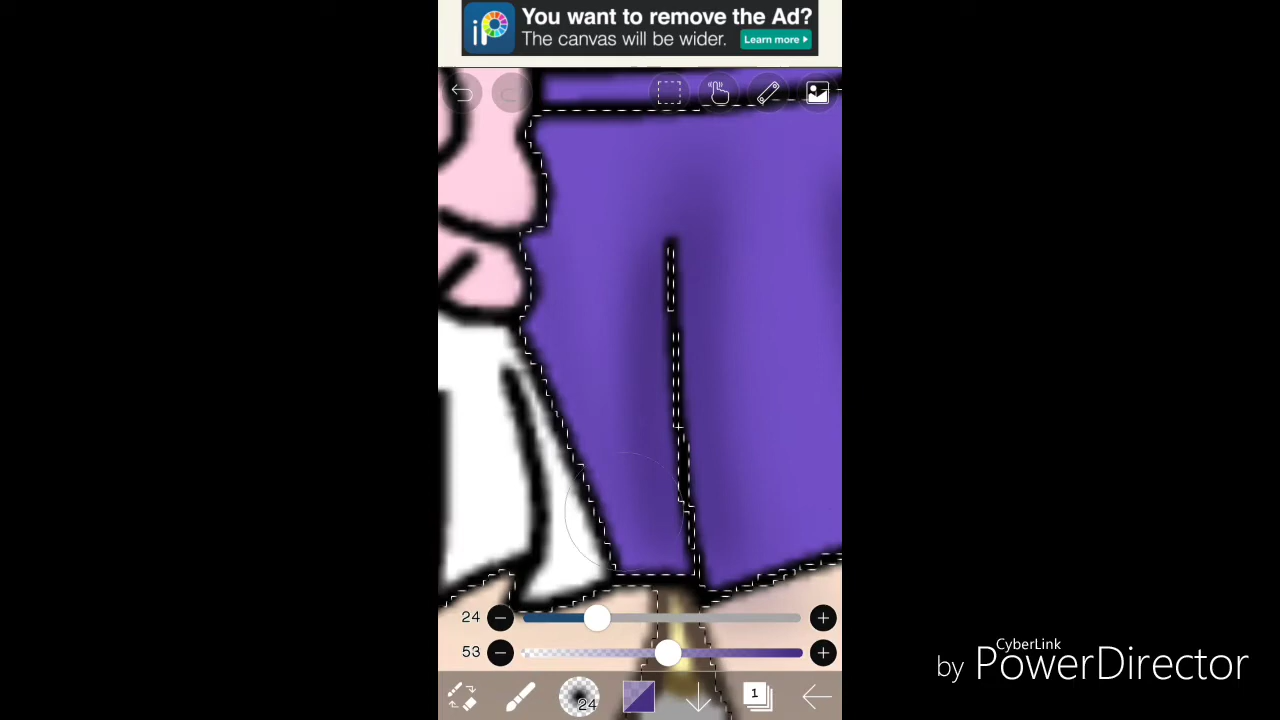 iP
You want to remove the Ad?
The canvas will be wider.
Learn more
24
53
24
1
CyberLink
by PowerDirector